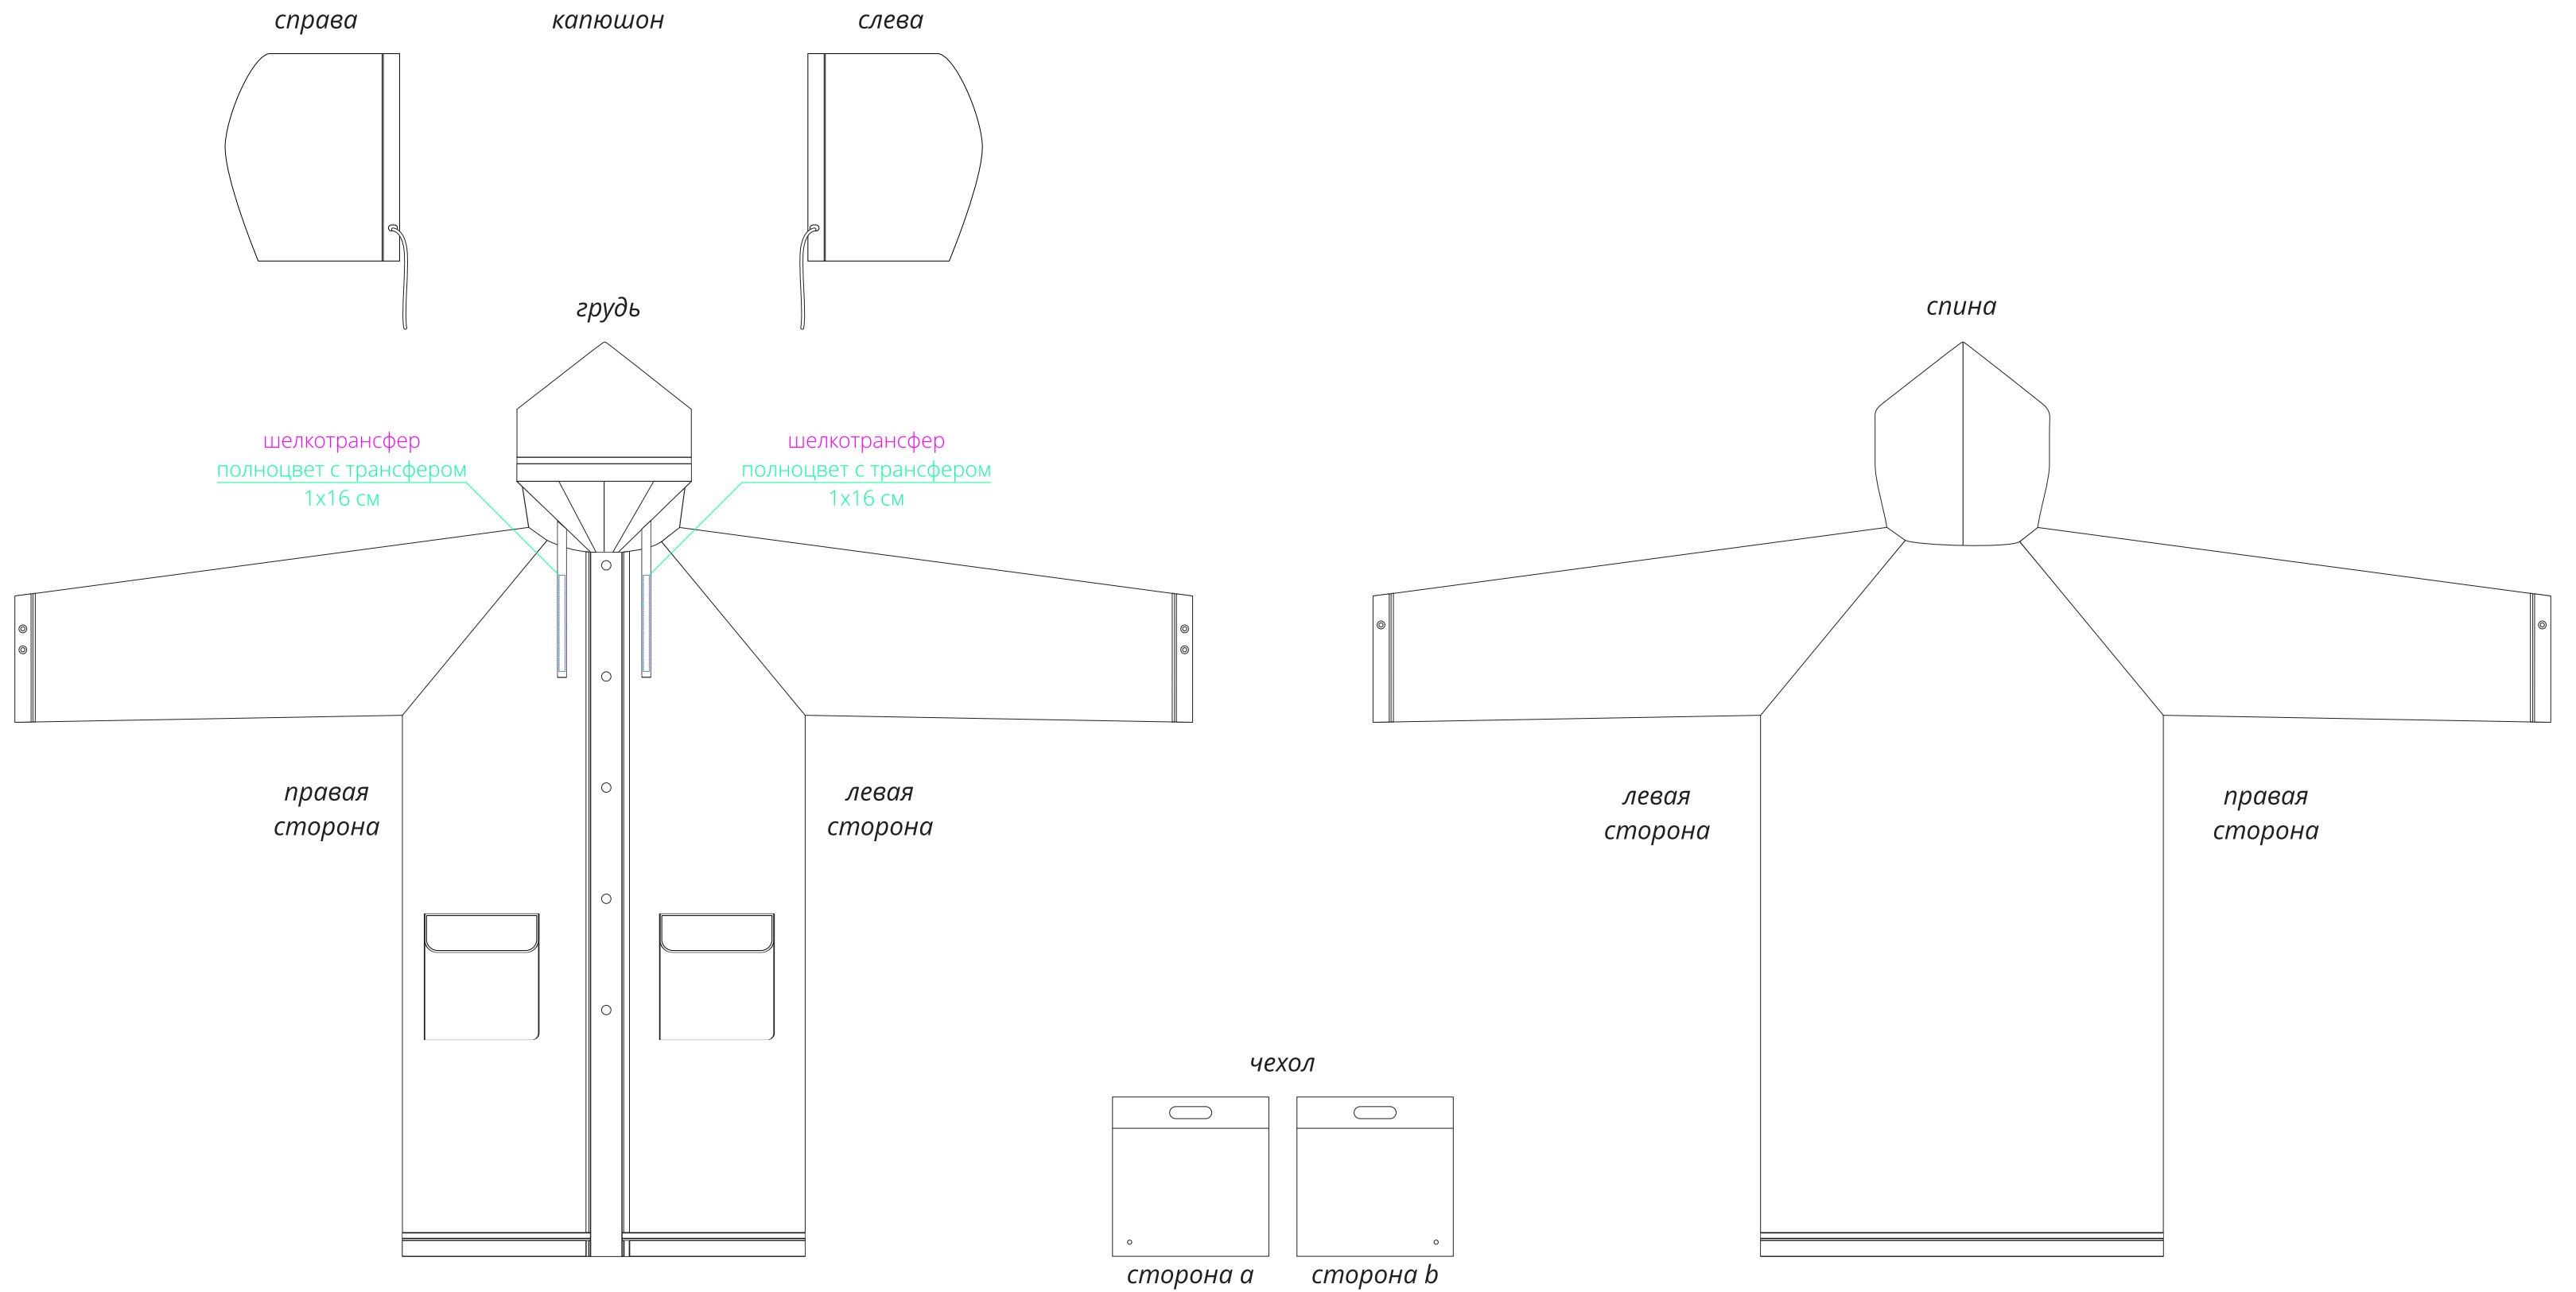 справа
капюшон
слева
грудь
спина
шелкотрансфер
полноцвет с трансфером
1х16 см
шелкотрансфер
полноцвет с трансфером
1х16 см
правая
сторона
левая
сторона
левая
сторона
правая
сторона
чехол
сторона a
сторона b